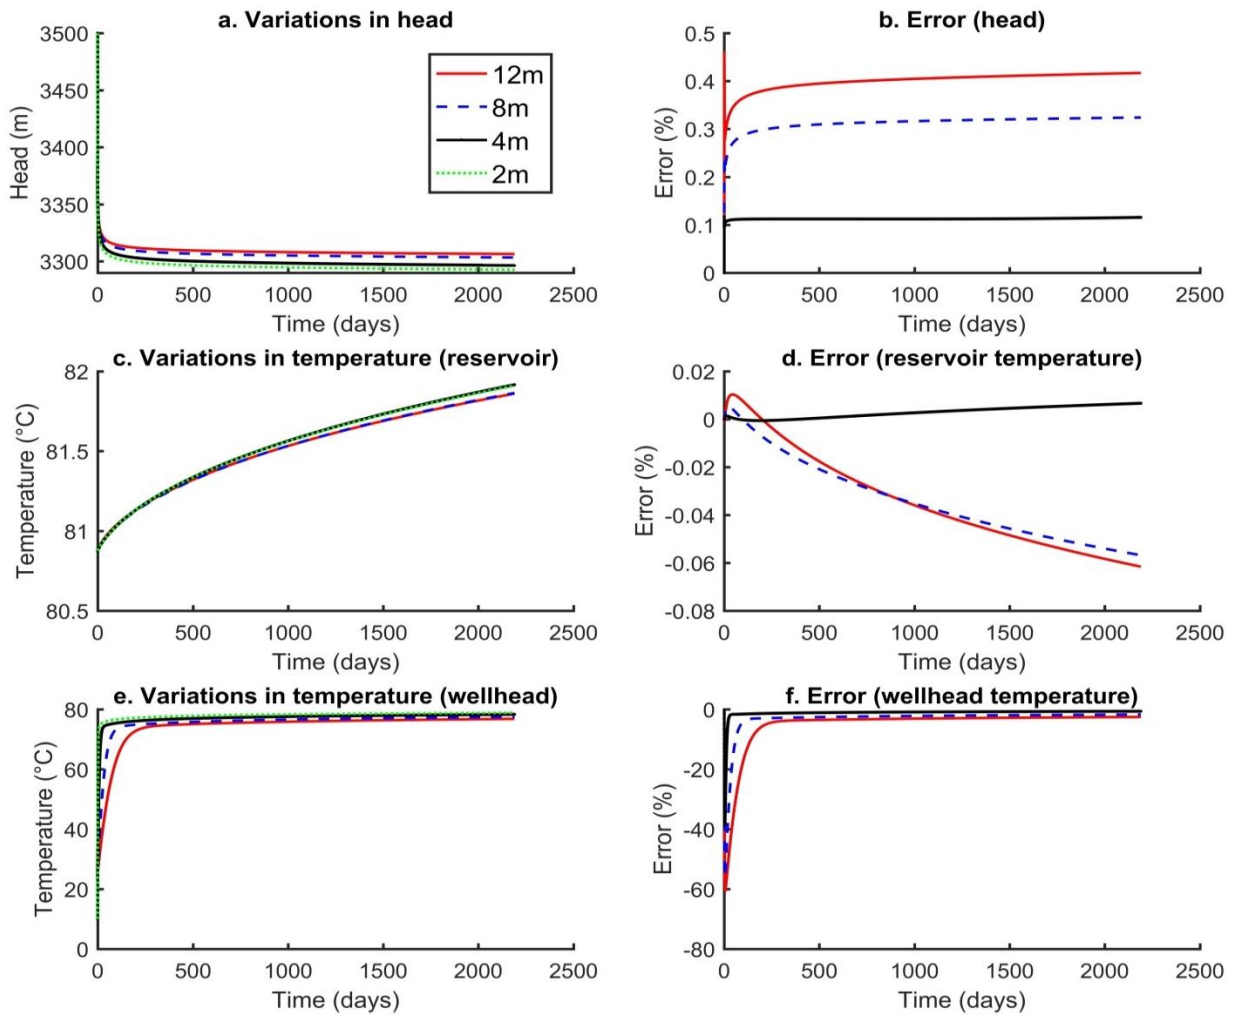 a. Variations in head
Head (m)
3500
3450
3400
3350
3300
12m
8m
4m
2m
0 500 1000 1500 2000 2500
Time (days)
b. Error (head)
Error (%)
0.5
0.4
0.3
0.2
0.1
0
0 500 1000 1500 2000 2500
Time (days)
c. Variations in temperature (reservoir)
Temperature (°C)
82
81.5
81
80.5
0 500 1000 1500 2000 2500
Time (days)
d. Error (reservoir temperature)
Error (%)
0.02
0
-0.02
-0.04
-0.06
-0.08
0 500 1000 1500 2000 2500
Time (days)
e. Variations in temperature (wellhead)
Temperature (°C)
80
60
40
20
0
0 500 1000 1500 2000 2500
Time (days)
f. Error (wellhead temperature)
Error (%)
0
-20
-40
-60
-80
0 500 1000 1500 2000 2500
Time (days)